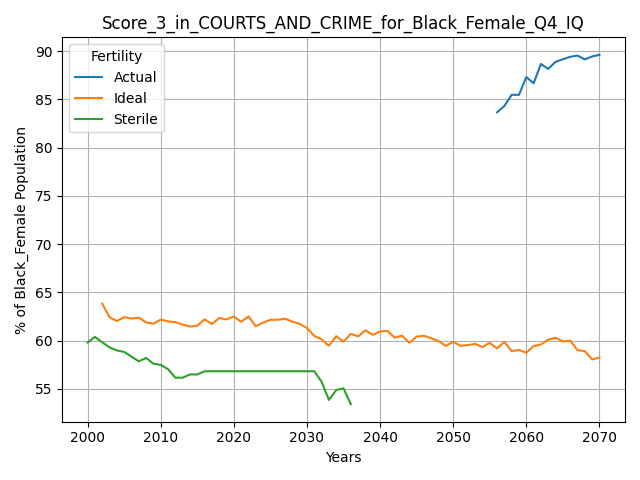 Score_3_in_COURTS_AND_CRIME_for_Black_Female_Q4_IQ
Fertility
Actual
Ideal
Sterile
% of Black_Female Population
90
85
80
75
70
65
60
55
2000
2010
2020
2030
2040
2050
2060
2070
Years